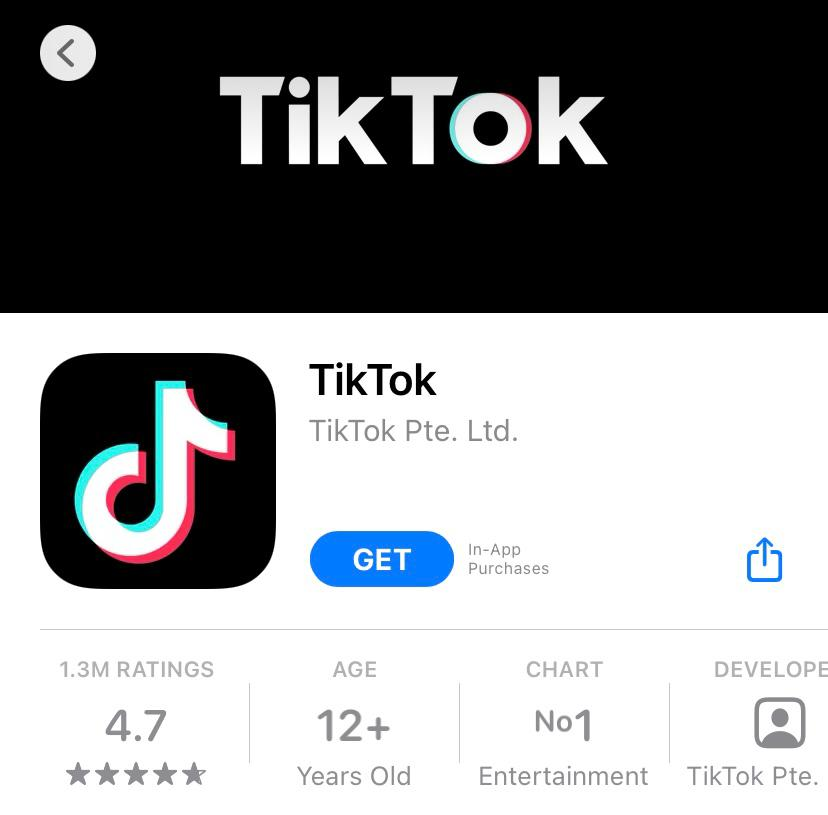 TikTok
TikTok
TikTok Pte. Ltd.
GET
In-App
Purchases
1.3M RATINGS
AGE
CHART
DEVELOPE
4.7
12+
No1
Years Old
Entertainment
TikTok Pte.